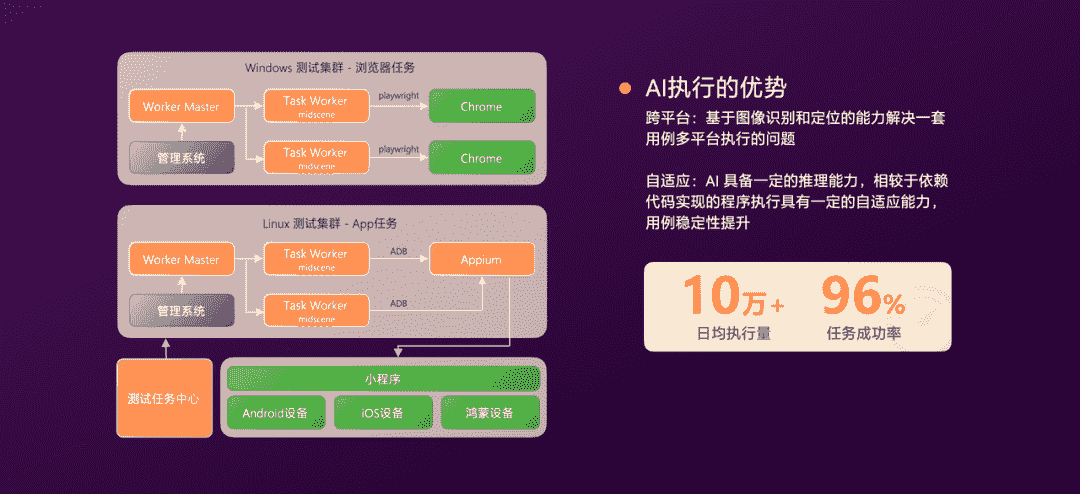 Windows 测试集群 - 浏览器任务
Worker Master
Task Worker
midscene
playwright
Chrome
管理系统
Task Worker
midscene
playwright
Chrome
Linux 测试集群 - App任务
Worker Master
Task Worker
midscene
ADB
Appium
管理系统
Task Worker
midscene
ADB
测试任务中心
小程序
Android设备
iOS设备
鸿蒙设备
AI执行的优势
跨平台：基于图像识别和定位的能力解决一套
用例多平台执行的问题
自适应：AI 具备一定的推理能力，相较于依赖
代码实现的程序执行具有一定的自适应能力，
用例稳定性提升
10万+
日均执行量
96%
任务成功率